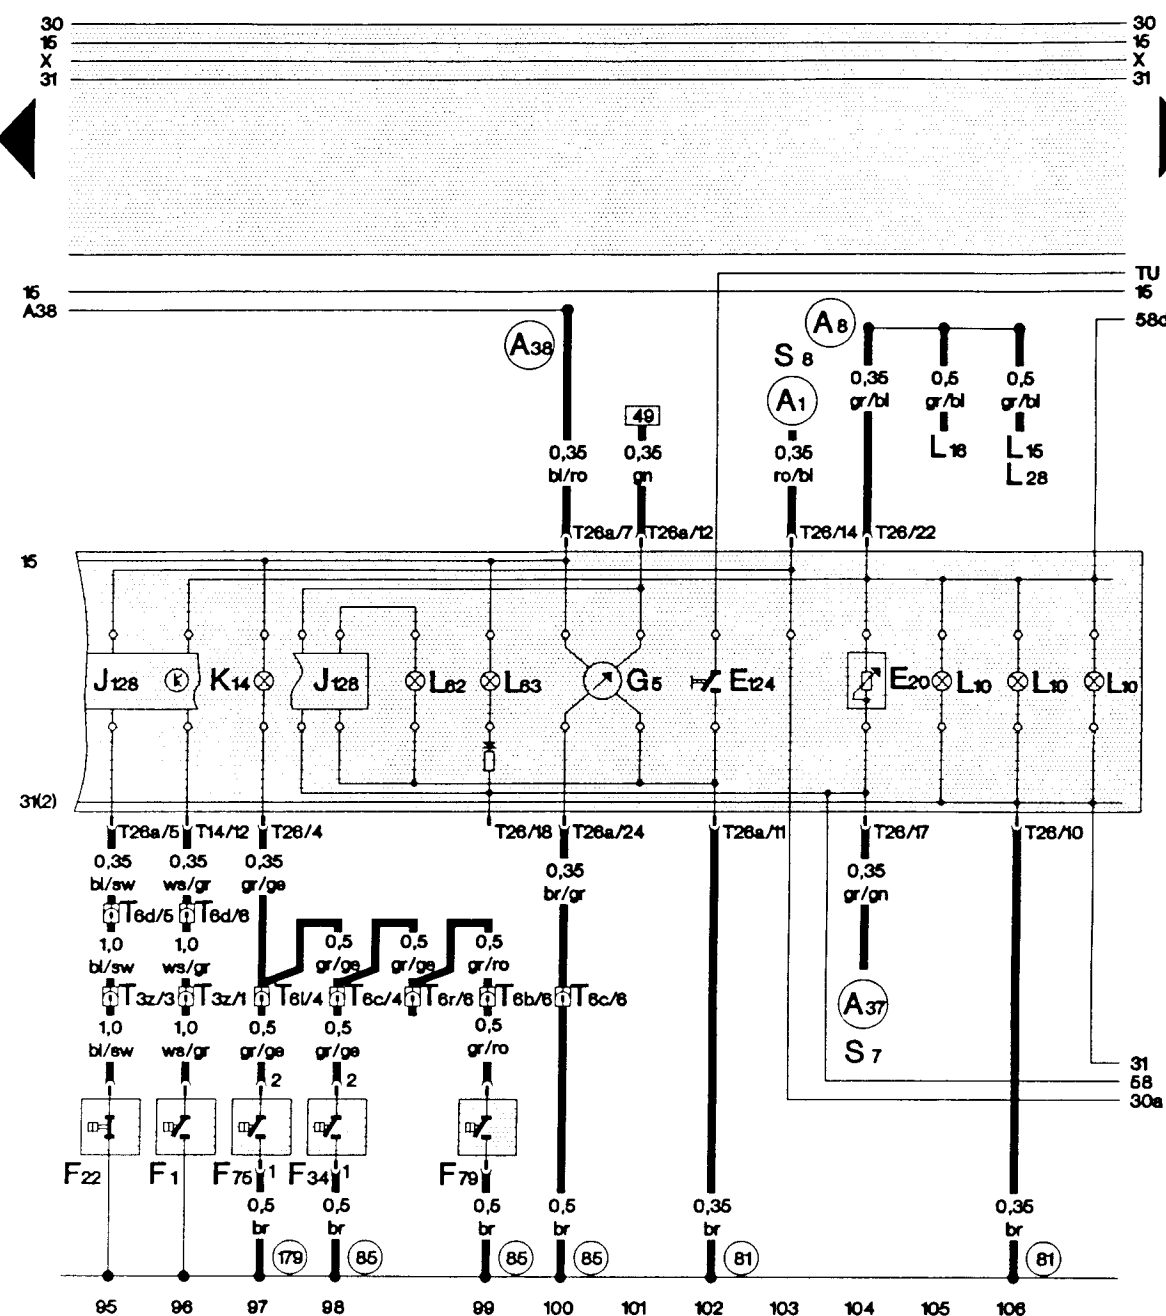 30 30
15 15
X X
31 31
TU
15 15
A38
58d
A38
A8
S 8
A1
49
0,35
bl/ro
0,35
gn
0,35
ro/bl
0,35
gr/bl
0,5
gr/bl
0,5
gr/bl
L16
L15
L28
T26a/7 T26a/12 T26/14 T26/22
15
J128 k K14 J128 L62 L63 G5 E124 E20 L10 L10 L10
31(2)
T26a/5 T14/12 T26/4 T26/18 T26a/24 T26a/11 T26/17 T26/10
0,35 0,35 0,35 0,35 0,35
bl/sw ws/gr gr/ge br/gr gr/gn
T6d/5 T6d/6
1,0 1,0 0,5 0,5 0,5
bl/sw ws/gr gr/ge gr/ge gr/ro
T3z/3 T3z/1 T6l/4 T6c/4 T6r/6 T6b/6 T6c/6
A37
S 7
1,0 1,0 0,5 0,5 0,5
bl/sw ws/gr gr/ge gr/ge gr/ro
2 2
31
58
30a
F22 F1 F75 1 F34 1 F79
0,5 0,5 0,5 0,5 0,35 0,35
br br br br br br
179 85 85 85 81 81
95 96 97 98 99 100 101 102 103 104 105 106